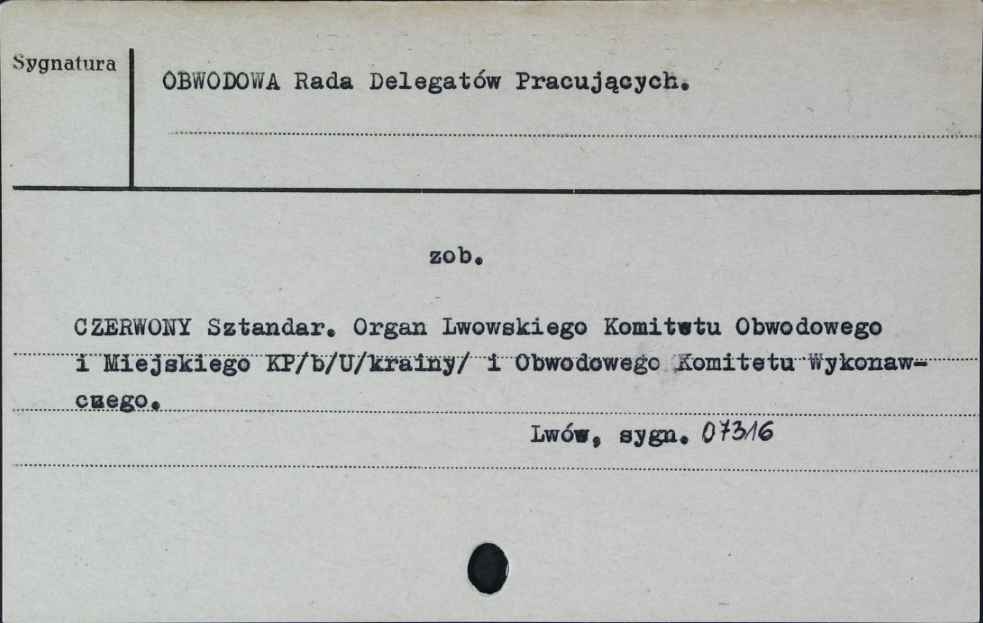 Sygnatura
OBWODOWA Rada Delegatów Pracujących.
zob.
CZERWONY Sztandar. Organ Lwowskiego Komitetu Obwodowego
i Miejskiego KP/b/U/krainy/ i Obwodowego Komitetu Wykonaw-
czego.
Lwów, sygn. 07316